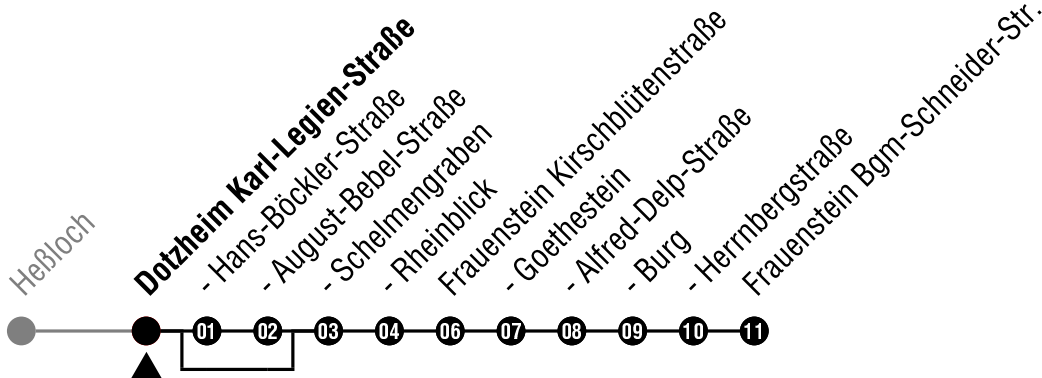 Heßloch
Dotzheim Karl-Legien-Straße
- Hans-Böckler-Straße
- August-Bebel-Straße
- Schelmengraben
- Rheinblick
Frauenstein Kirschblütenstraße
- Goethestein
- Alfred-Delp-Straße
- Burg
- Herrnbergstraße
Frauenstein Bgm-Schneider-Str.
01 02 03 04 06 07 08 09 10 11